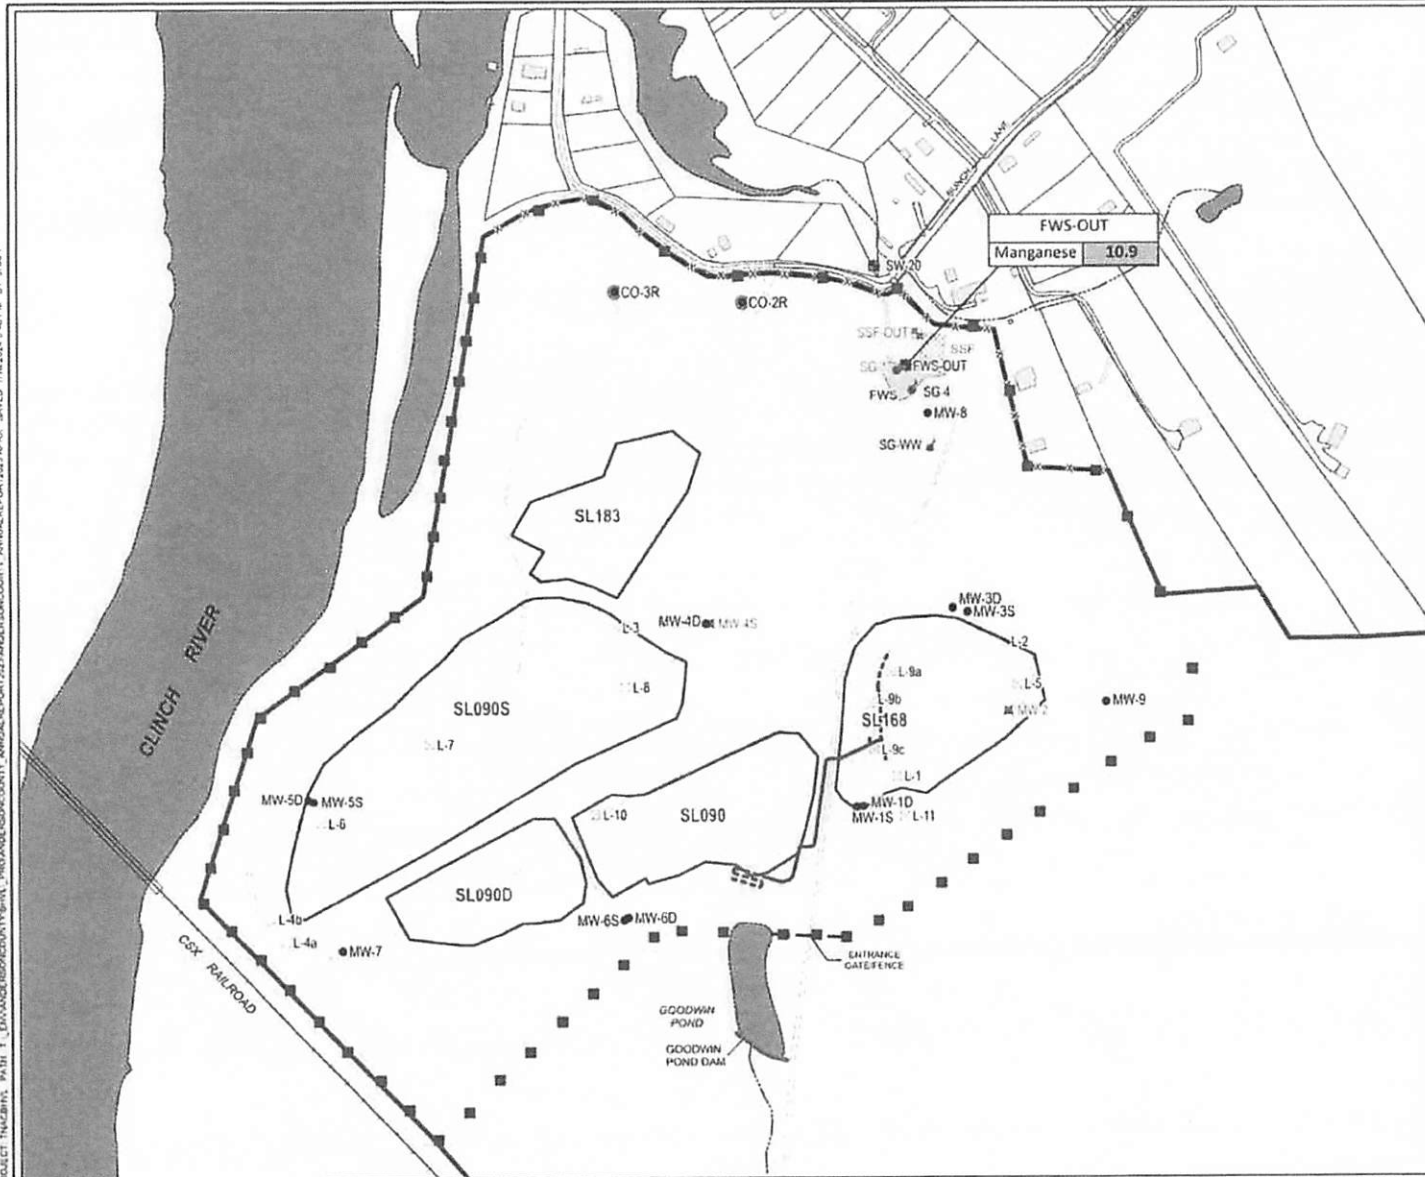 BUNCH LANE
FWS-OUT
Manganese 10.9
SW-20
CO-3R
CO-2R
SSF-OUT
SSF
FWS-OUT
FWS
SG-4
MW-8
SG-WW
SL183
MW-3D
MW-3S
L-3
MW-4D
MW-4S
L-2
L-8
L-9a
L-5
L-9b
MW-2
MW-9
SL090S
SL168
L-7
L-9c
L-1
MW-5D
MW-5S
MW-1D
MW-1S
L-11
L-6
L-10
SL090
SL090D
L-4b
L-4a
MW-7
MW-6S
MW-6D
ENTRANCE
GATE/FENCE
CLINCH RIVER
CSX RAILROAD
GOODWIN
POND
GOODWIN
POND DAM